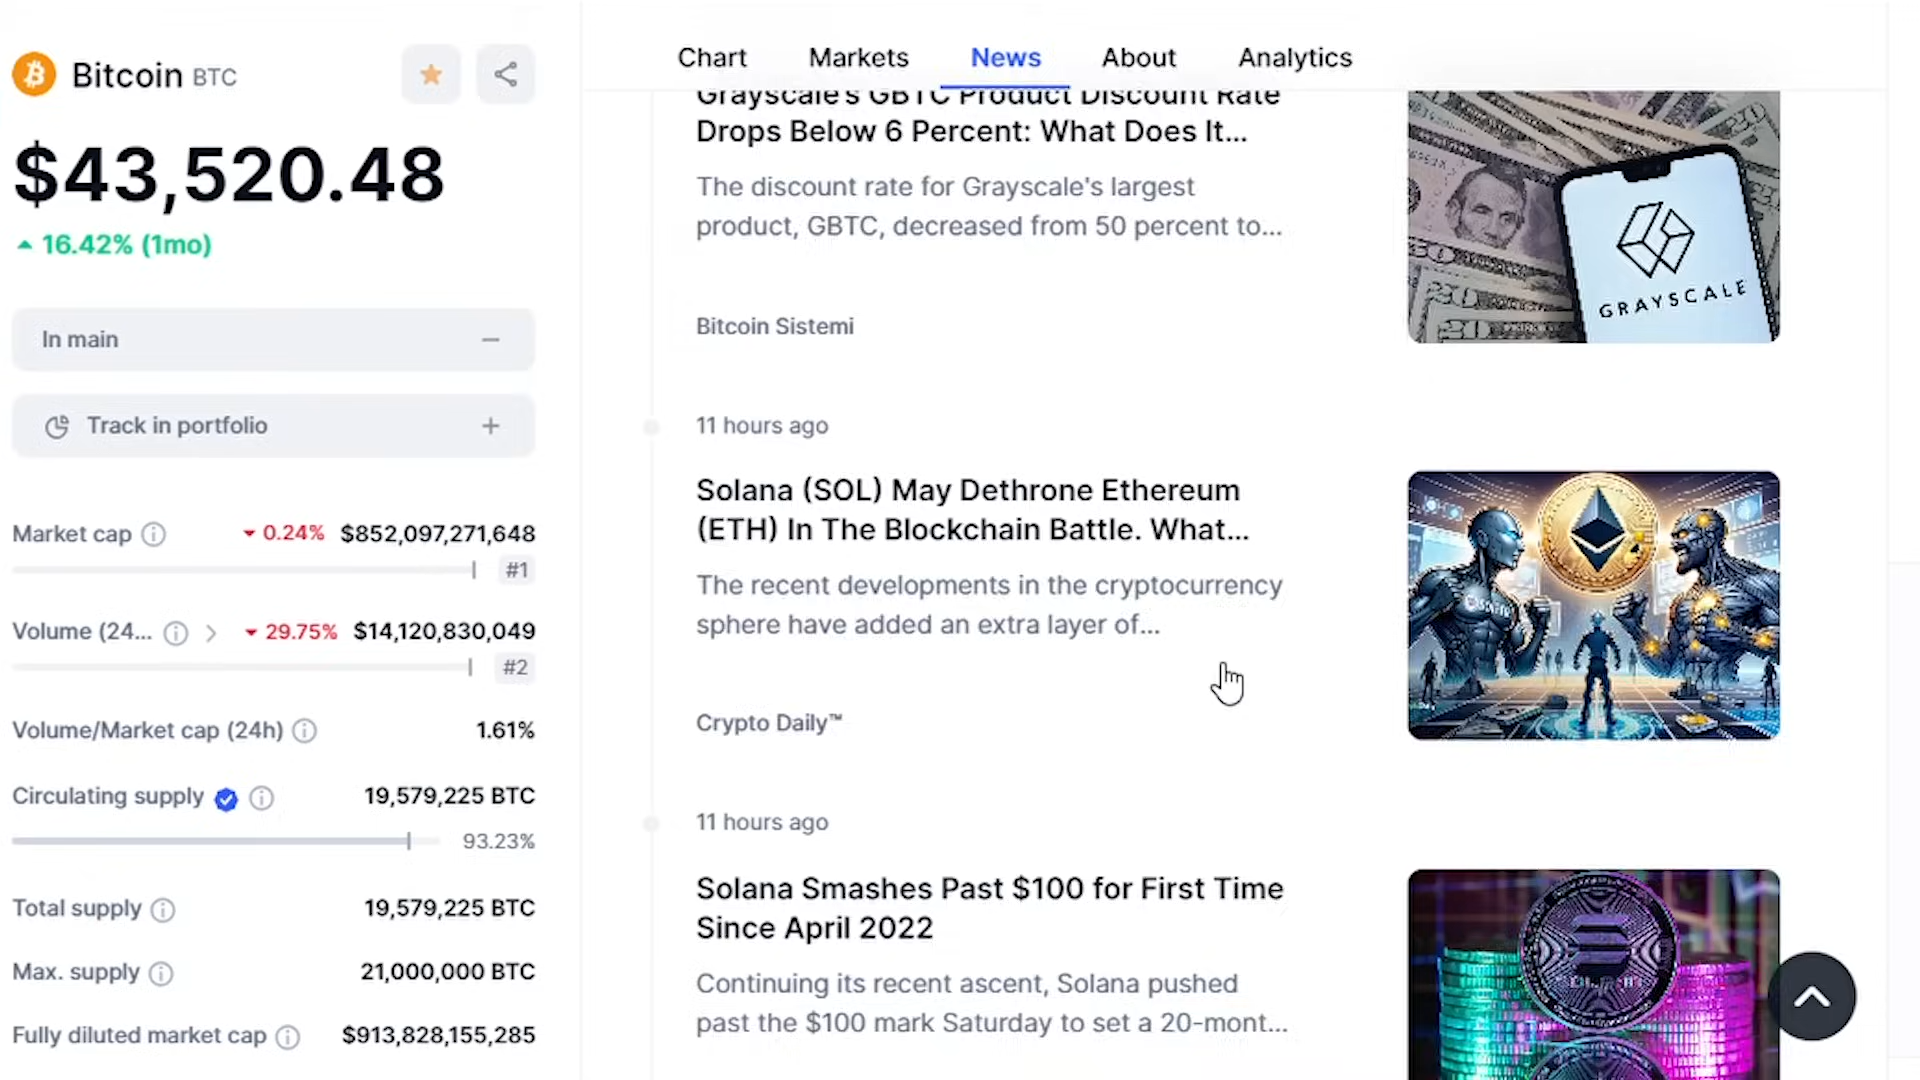 Bitcoin BTC
$43,520.48
16.42% (1mo)
In main
Track in portfolio
Market cap 0.24% $852,097,271,648
#1
Volume (24... 29.75% $14,120,830,049
#2
Volume/Market cap (24h) 1.61%
Circulating supply 19,579,225 BTC
93.23%
Total supply 19,579,225 BTC
Max. supply 21,000,000 BTC
Fully diluted market cap $913,828,155,285
Chart Markets News About Analytics
Grayscale's GBTC Product Discount Rate
Drops Below 6 Percent: What Does It...
The discount rate for Grayscale's largest
product, GBTC, decreased from 50 percent to...
Bitcoin Sistemi
GRAYSCALE
11 hours ago
Solana (SOL) May Dethrone Ethereum
(ETH) In The Blockchain Battle. What...
The recent developments in the cryptocurrency
sphere have added an extra layer of...
Crypto Daily™
11 hours ago
Solana Smashes Past $100 for First Time
Since April 2022
Continuing its recent ascent, Solana pushed
past the $100 mark Saturday to set a 20-mont...